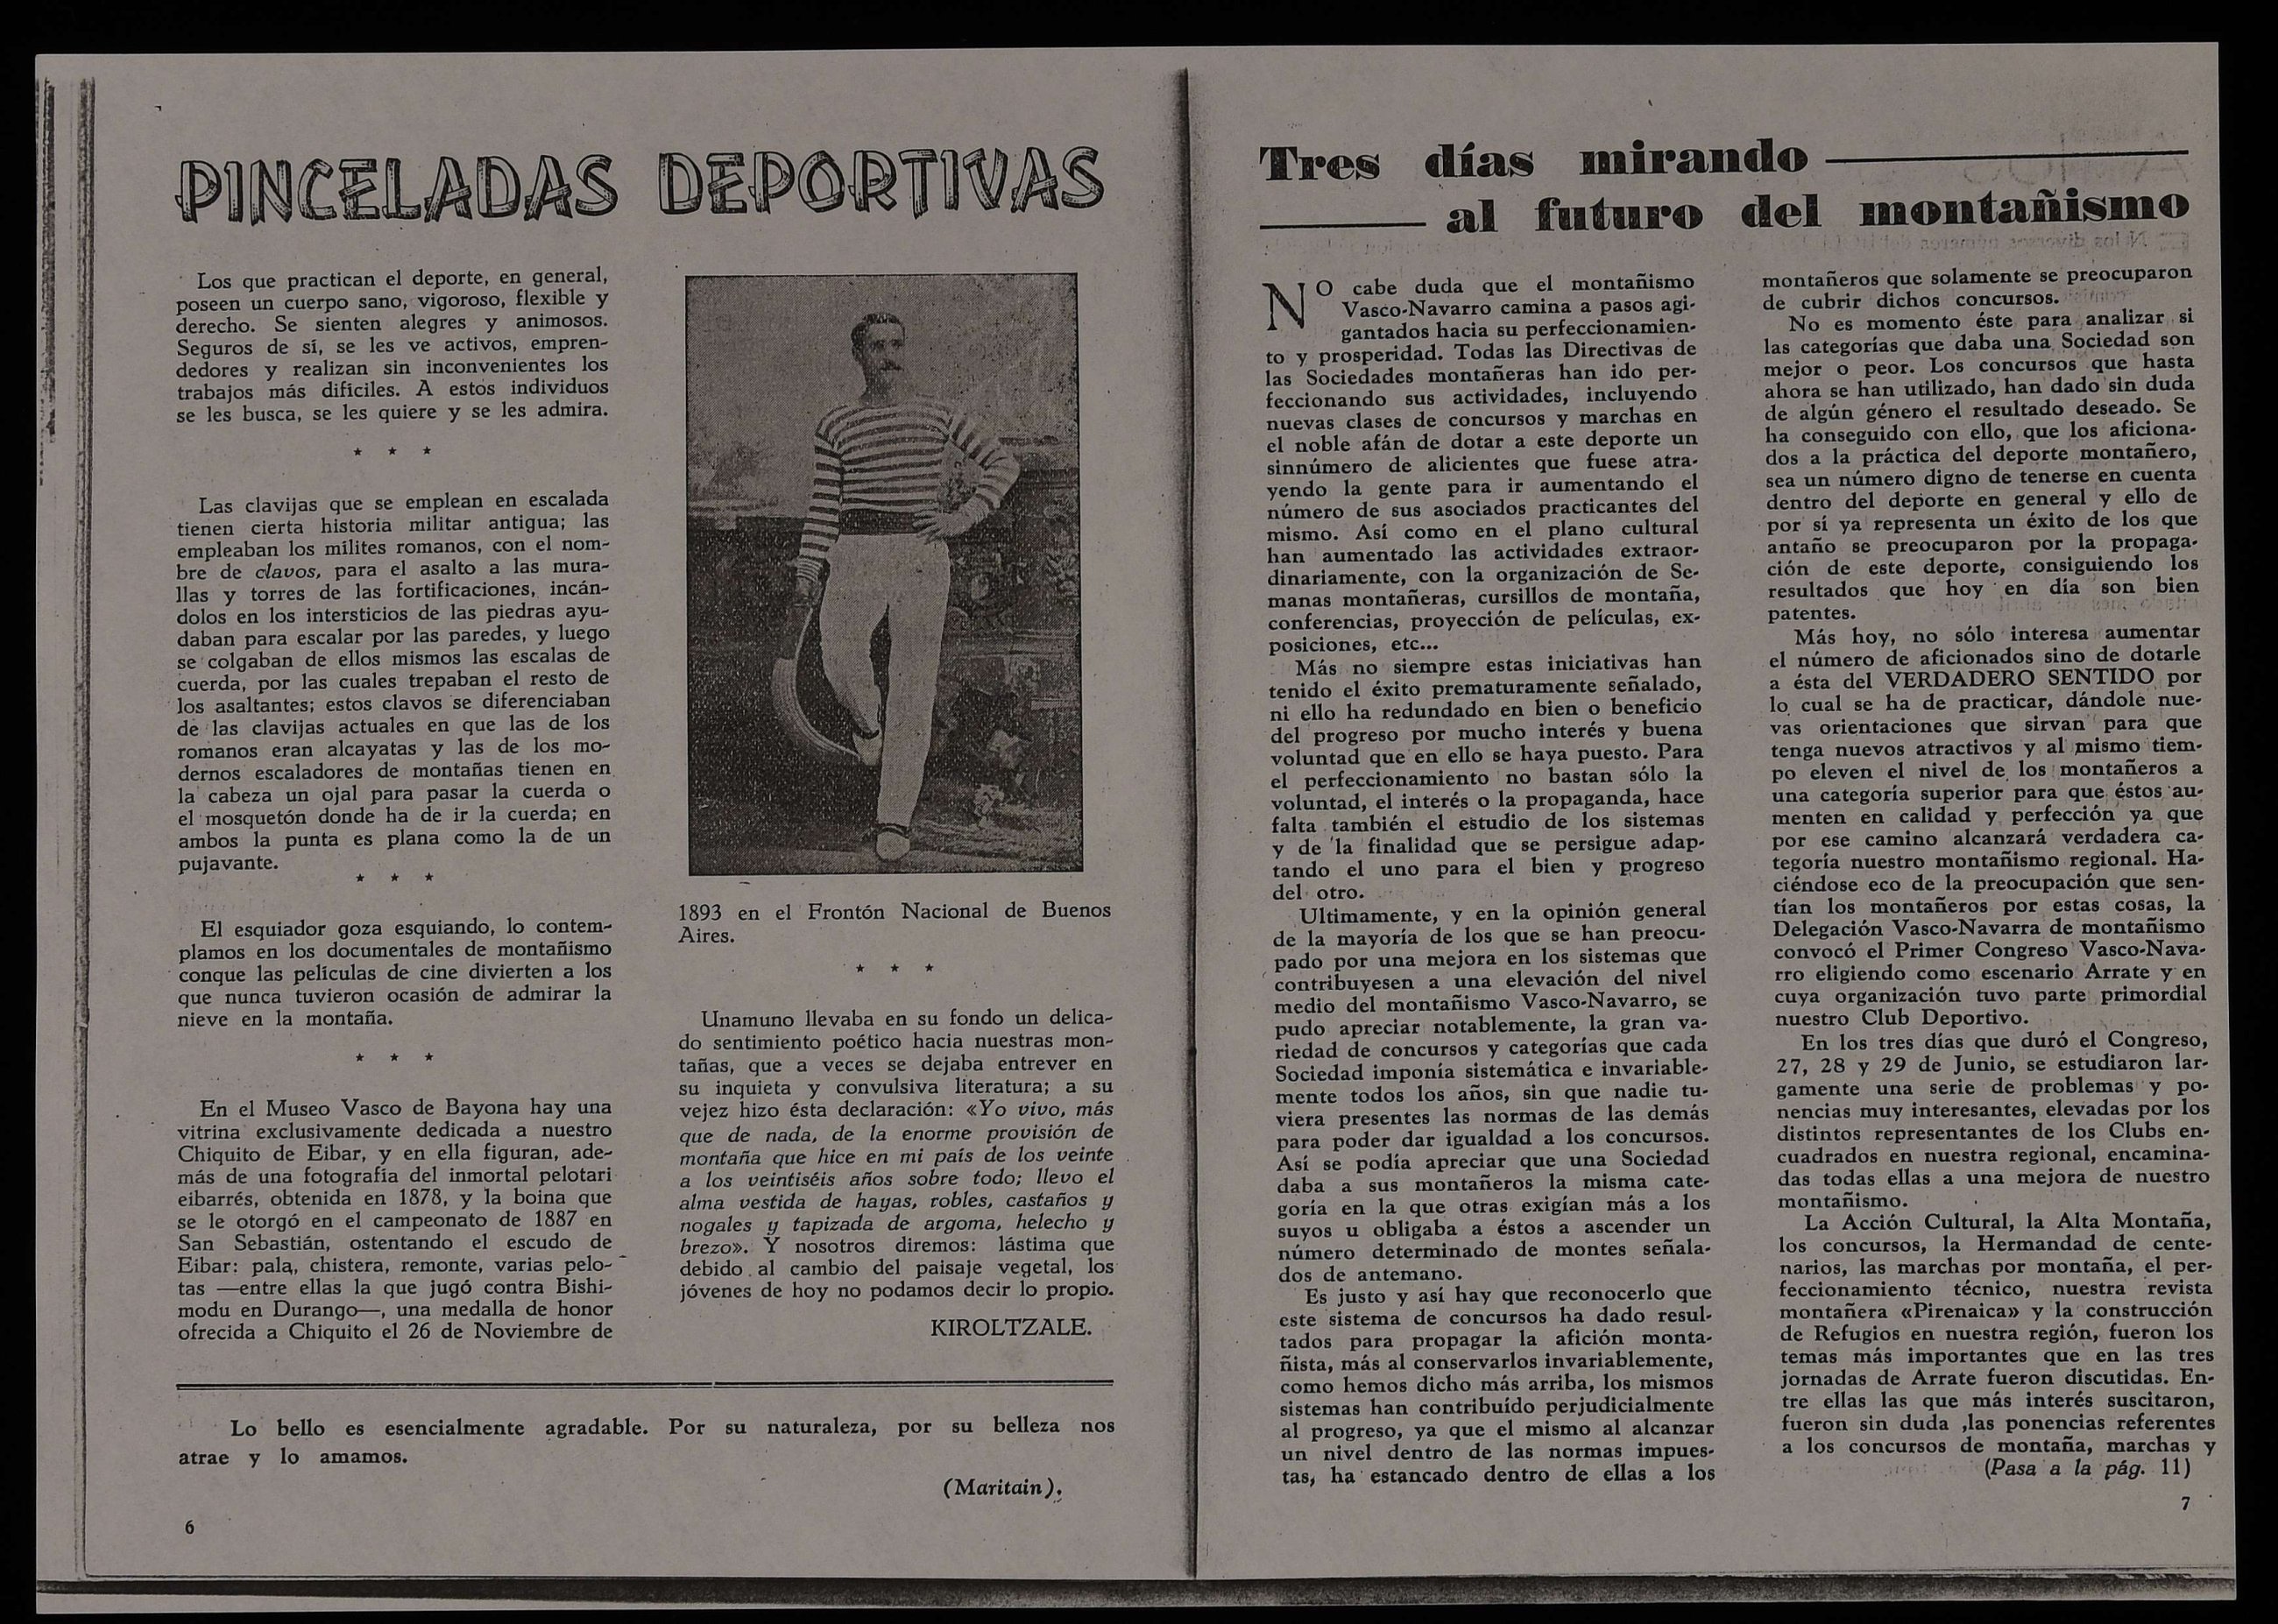 PINCELADAS DEPORTIVAS
Los que practican el deporte, en general,
poseen un cuerpo sano, vigoroso, flexible y
derecho. Se sienten alegres y animosos.
Seguros de sí, se les ve activos, empren-
dedores y realizan sin inconvenientes los
trabajos más difíciles. A estos individuos
se les busca, se les quiere y se les admira.
* * *
Las clavijas que se emplean en escalada
tienen cierta historia militar antigua; las
empleaban los milites romanos, con el nom-
bre de clavos, para el asalto a las mura-
llas y torres de las fortificaciones, incán-
dolos en los intersticios de las piedras ayu-
daban para escalar por las paredes, y luego
se colgaban de ellos mismos las escalas de
cuerda, por las cuales trepaban el resto de
los asaltantes; estos clavos se diferenciaban
de las clavijas actuales en que las de los
romanos eran alcayatas y las de los mo-
dernos escaladores de montañas tienen en
la cabeza un ojal para pasar la cuerda o
el mosquetón donde ha de ir la cuerda; en
ambos la punta es plana como la de un
pujavante.
* * *
El esquiador goza esquiando, lo contem-
plamos en los documentales de montañismo
conque las películas de cine divierten a los
que nunca tuvieron ocasión de admirar la
nieve en la montaña.
* * *
En el Museo Vasco de Bayona hay una
vitrina exclusivamente dedicada a nuestro
Chiquito de Eibar, y en ella figuran, ade-
más de una fotografía del inmortal pelotari
eibarrés, obtenida en 1878, y la boina que
se le otorgó en el campeonato de 1887 en
San Sebastián, ostentando el escudo de
Eibar: pala, chistera, remonte, varias pelo-
tas —entre ellas la que jugó contra Bishi-
modu en Durango—, una medalla de honor
ofrecida a Chiquito el 26 de Noviembre de
1893 en el Frontón Nacional de Buenos
Aires.
* * *
Unamuno llevaba en su fondo un delica-
do sentimiento poético hacia nuestras mon-
tañas, que a veces se dejaba entrever en
su inquieta y convulsiva literatura; a su
vejez hizo ésta declaración: «Yo vivo, más
que de nada, de la enorme provisión de
montaña que hice en mi país de los veinte
a los veintiséis años sobre todo; llevo el
alma vestida de hayas, robles, castaños y
nogales y tapizada de argoma, helecho y
brezo». Y nosotros diremos: lástima que
debido al cambio del paisaje vegetal, los
jóvenes de hoy no podamos decir lo propio.
KIROLTZALE.
Lo bello es esencialmente agradable. Por su naturaleza, por su belleza nos
atrae y lo amamos.
(Maritain).
6
Tres días mirando
al futuro del montañismo
NO cabe duda que el montañismo
Vasco-Navarro camina a pasos agi-
gantados hacia su perfeccionamien-
to y prosperidad. Todas las Directivas de
las Sociedades montañeras han ido per-
feccionando sus actividades, incluyendo
nuevas clases de concursos y marchas en
el noble afán de dotar a este deporte un
sinnúmero de alicientes que fuese atra-
yendo la gente para ir aumentando el
número de sus asociados practicantes del
mismo. Así como en el plano cultural
han aumentado las actividades extraor-
dinariamente, con la organización de Se-
manas montañeras, cursillos de montaña,
conferencias, proyección de películas, ex-
posiciones, etc...
Más no siempre estas iniciativas han
tenido el éxito prematuramente señalado,
ni ello ha redundado en bien o beneficio
del progreso por mucho interés y buena
voluntad que en ello se haya puesto. Para
el perfeccionamiento no bastan sólo la
voluntad, el interés o la propaganda, hace
falta también el estudio de los sistemas
y de la finalidad que se persigue adap-
tando el uno para el bien y progreso
del otro.
Ultimamente, y en la opinión general
de la mayoría de los que se han preocu-
pado por una mejora en los sistemas que
contribuyesen a una elevación del nivel
medio del montañismo Vasco-Navarro, se
pudo apreciar notablemente, la gran va-
riedad de concursos y categorías que cada
Sociedad imponía sistemática e invariable-
mente todos los años, sin que nadie tu-
viera presentes las normas de las demás
para poder dar igualdad a los concursos.
Así se podía apreciar que una Sociedad
daba a sus montañeros la misma cate-
goría en la que otras exigían más a los
suyos u obligaba a éstos a ascender un
número determinado de montes señala-
dos de antemano.
Es justo y así hay que reconocerlo que
este sistema de concursos ha dado resul-
tados para propagar la afición monta-
ñista, más al conservarlos invariablemente,
como hemos dicho más arriba, los mismos
sistemas han contribuído perjudicialmente
al progreso, ya que el mismo al alcanzar
un nivel dentro de las normas impues-
tas, ha estancado dentro de ellas a los
montañeros que solamente se preocuparon
de cubrir dichos concursos.
No es momento éste para analizar si
las categorías que daba una Sociedad son
mejor o peor. Los concursos que hasta
ahora se han utilizado, han dado sin duda
de algún género el resultado deseado. Se
ha conseguido con ello, que los aficiona-
dos a la práctica del deporte montañero,
sea un número digno de tenerse en cuenta
dentro del deporte en general y ello de
por sí ya representa un éxito de los que
antaño se preocuparon por la propaga-
ción de este deporte, consiguiendo los
resultados que hoy en día son bien
patentes.
Más hoy, no sólo interesa aumentar
el número de aficionados sino de dotarle
a ésta del VERDADERO SENTIDO por
lo cual se ha de practicar, dándole nue-
vas orientaciones que sirvan para que
tenga nuevos atractivos y al mismo tiem-
po eleven el nivel de los montañeros a
una categoría superior para que éstos au-
menten en calidad y perfección ya que
por ese camino alcanzará verdadera ca-
tegoría nuestro montañismo regional. Ha-
ciéndose eco de la preocupación que sen-
tían los montañeros por estas cosas, la
Delegación Vasco-Navarra de montañismo
convocó el Primer Congreso Vasco-Nava-
rro eligiendo como escenario Arrate y en
cuya organización tuvo parte primordial
nuestro Club Deportivo.
En los tres días que duró el Congreso,
27, 28 y 29 de Junio, se estudiaron lar-
gamente una serie de problemas y po-
nencias muy interesantes, elevadas por los
distintos representantes de los Clubs en-
cuadrados en nuestra regional, encamina-
das todas ellas a una mejora de nuestro
montañismo.
La Acción Cultural, la Alta Montaña,
los concursos, la Hermandad de cente-
narios, las marchas por montaña, el per-
feccionamiento técnico, nuestra revista
montañera «Pirenaica» y la construcción
de Refugios en nuestra región, fueron los
temas más importantes que en las tres
jornadas de Arrate fueron discutidas. En-
tre ellas las que más interés suscitaron,
fueron sin duda ,las ponencias referentes
a los concursos de montaña, marchas y
(Pasa a la pág. 11)
7